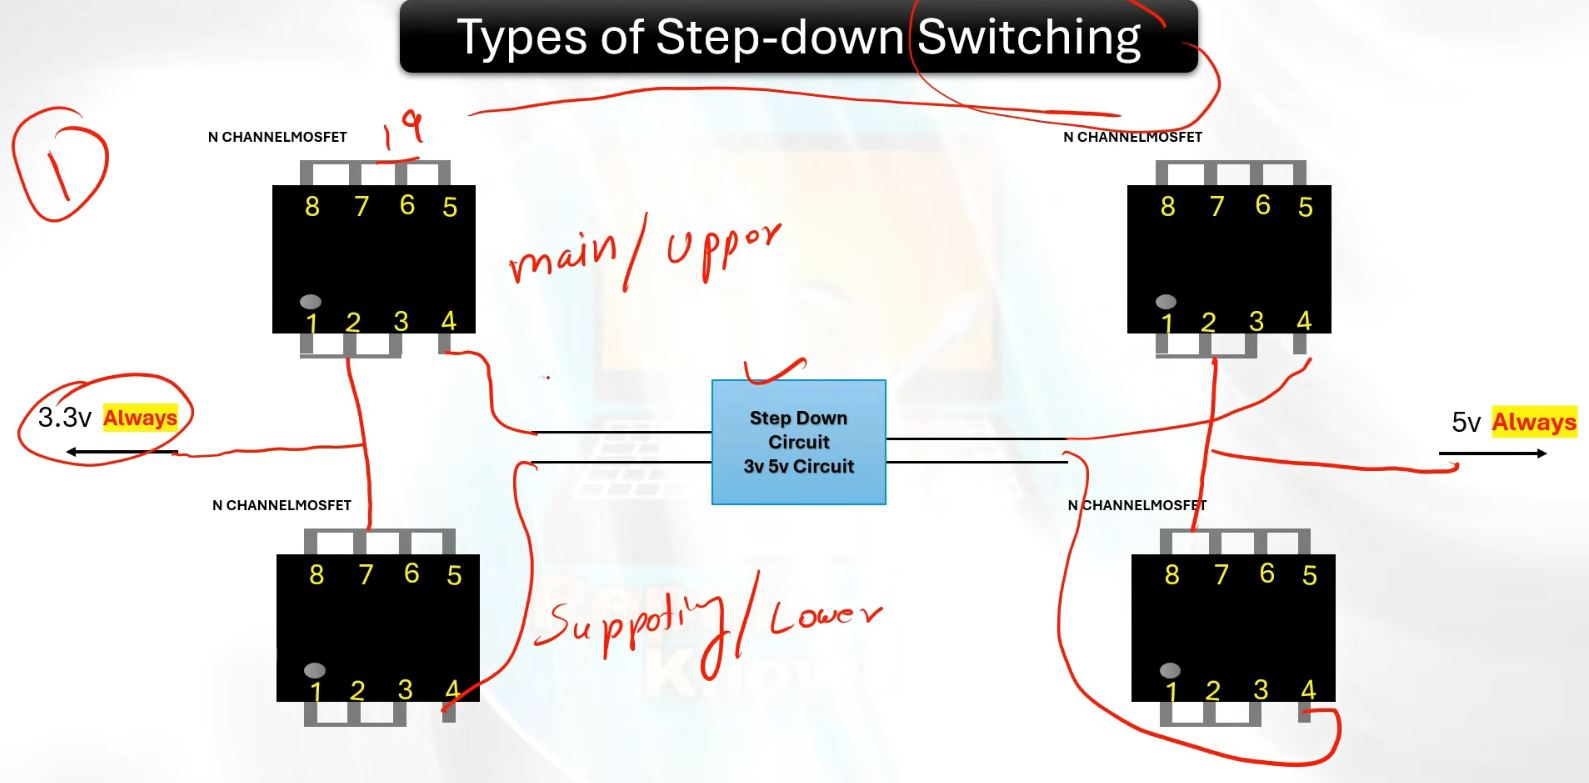 Types of Step-down Switching
1
N CHANNELMOSFET
19
N CHANNELMOSFET
8 7 6 5
8 7 6 5
main/Uppor
1 2 3 4
1 2 3 4
3.3v Always
Step Down
Circuit
3v 5v Circuit
5v Always
N CHANNELMOSFET
N CHANNELMOSFET
8 7 6 5
8 7 6 5
Suppoting/Lower
1 2 3 4
1 2 3 4